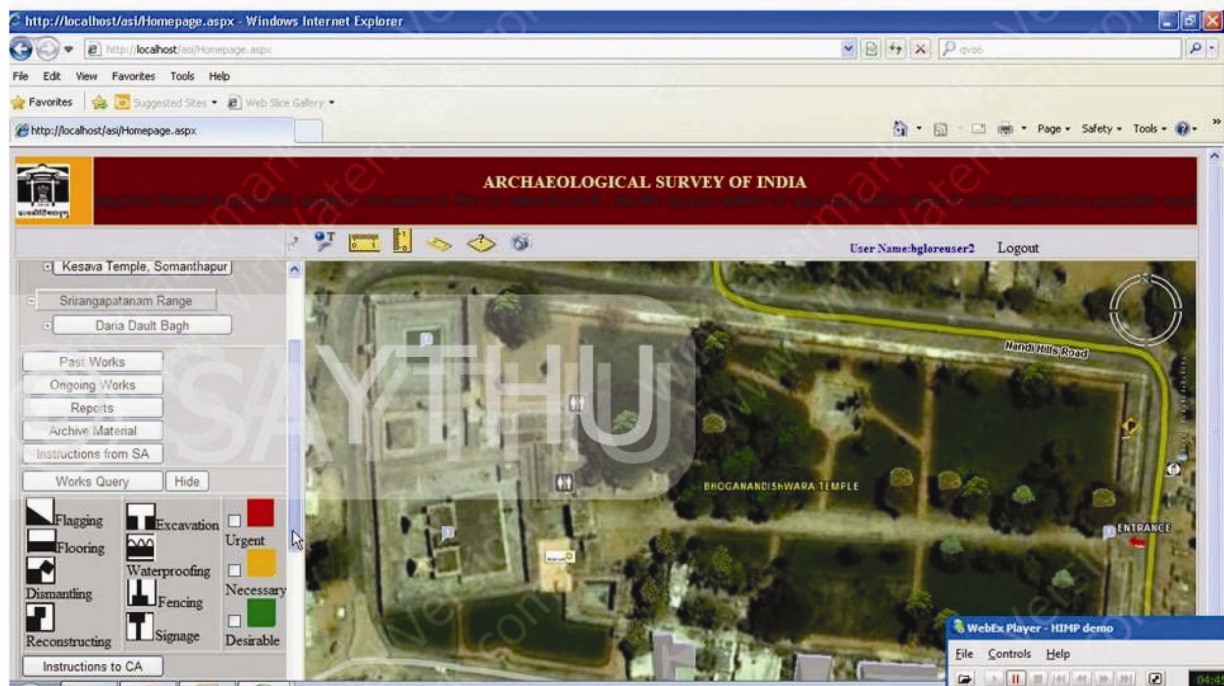 http://localhost/asi/Homepage.aspx - Windows Internet Explorer
http://localhost/asi/Homepage.aspx
qvo6
File Edit View Favorites Tools Help
Favorites Suggested Sites Web Slice Gallery
http://localhost/asi/Homepage.aspx
Page Safety Tools
ARCHAEOLOGICAL SURVEY OF INDIA
User Name:bgloreuser2 Logout
Kesava Temple, Somanthapur
Srirangapatanam Range
Daria Dault Bagh
Past Works
Ongoing Works
Reports
Archive Material
Instructions from SA
Works Query Hide
Flagging
Flooring
Dismantling
Reconstructing
Excavation
Waterproofing
Fencing
Signage
Urgent
Necessary
Desirable
Instructions to CA
Nandi Hills Road
BHOGANANDISHWARA TEMPLE
ENTRANCE
SAYTHU
WebEx Player - HIMP demo
File Controls Help